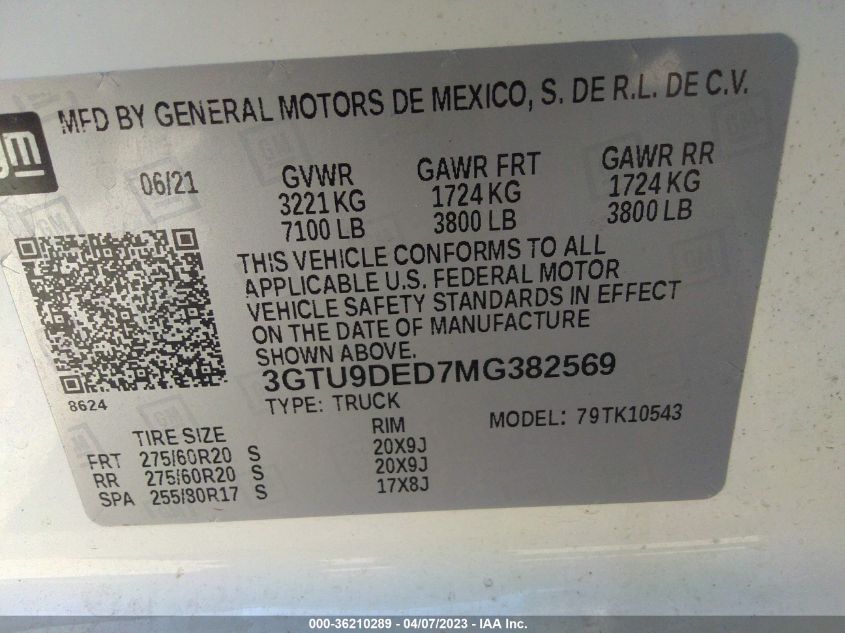 MFD BY GENERAL MOTORS DE MEXICO, S. DE R.L. DE C.V.
gm
06/21
GVWR GAWR FRT GAWR RR
3221 KG 1724 KG 1724 KG
7100 LB 3800 LB 3800 LB
THIS VEHICLE CONFORMS TO ALL
APPLICABLE U.S. FEDERAL MOTOR
VEHICLE SAFETY STANDARDS IN EFFECT
ON THE DATE OF MANUFACTURE
SHOWN ABOVE.
3GTU9DED7MG382569
8624
TYPE: TRUCK MODEL: 79TK10543
TIRE SIZE RIM
FRT 275/60R20 S 20X9J
RR 275/60R20 S 20X9J
SPA 255/80R17 S 17X8J
000-36210289 - 04/07/2023 - IAA Inc.